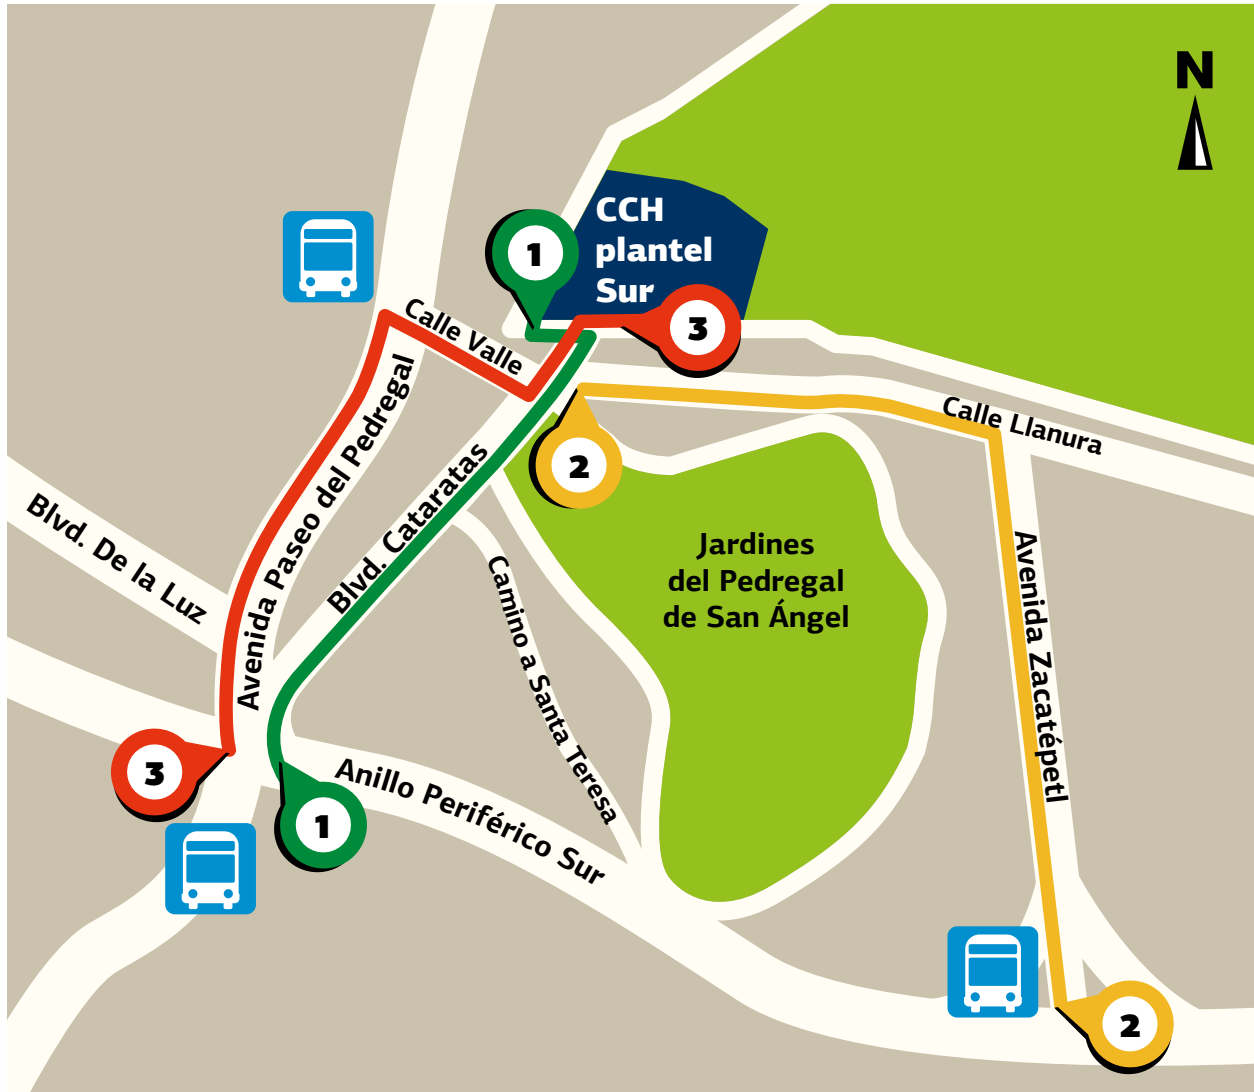 N
CCH
plantel
Sur
1
3
Calle Valle
2
Calle Llanura
Avenida Paseo del Pedregal
Blvd. Cataratas
Blvd. De la Luz
Jardines
del Pedregal
de San Ángel
Camino a Santa Teresa
Avenida Zacatépetl
3
1
Anillo Periférico Sur
2